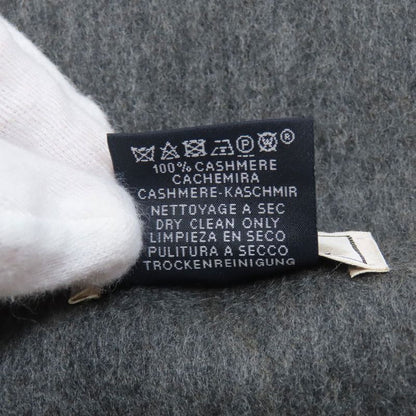 P W ®
100% CASHMERE
CACHEMIRA
CASHMERE-KASCHMIR
NETTOYAGE A SEC
DRY CLEAN ONLY
LIMPIEZA EN SECO
PULITURA A SECCO
TROCKENREINIGUNG